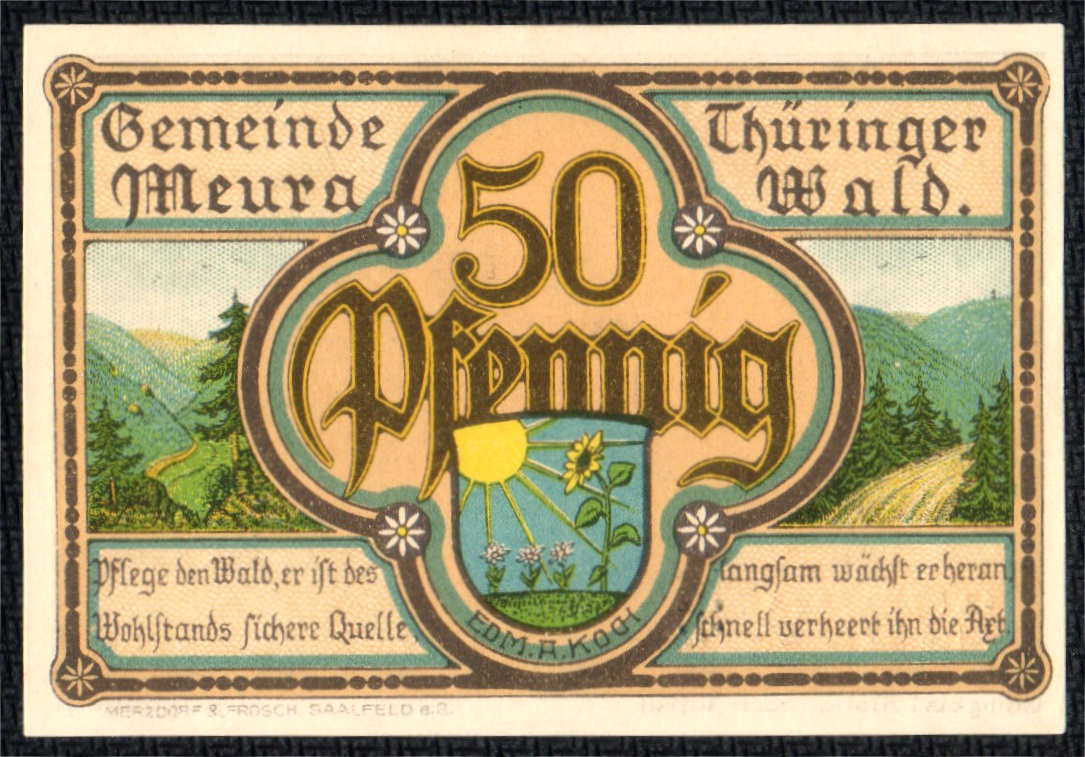 Gemeinde
Meura
Thüringer
Wald.
50
Pfennig
Pflege den Wald, er ist des
Wohlstands sichere Quelle,
langsam wächst er heran,
schnell verheert ihn die Axt.
EDM. A. KOCH
MERZDORF & FROSCH, SAALFELD a. S.